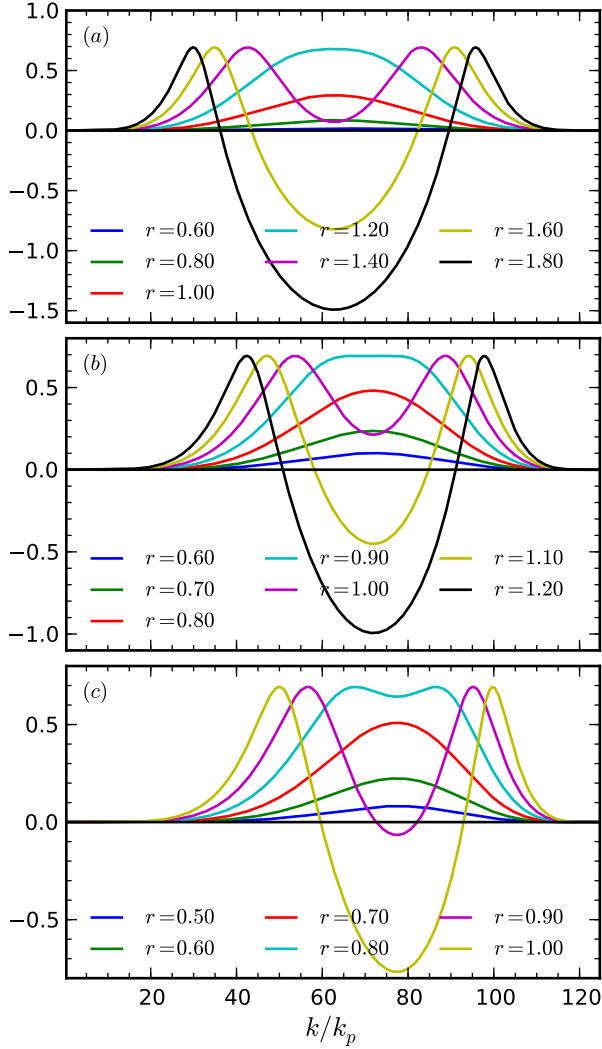 1.0
(a)
0.5
0.0
−0.5
r=0.60 r=1.20 r=1.60
r=0.80 r=1.40 r=1.80
−1.0
r=1.00
−1.5
(b)
0.5
0.0
−0.5
r=0.60 r=0.90 r=1.10
r=0.70 r=1.00 r=1.20
r=0.80
−1.0
(c)
0.5
0.0
−0.5
r=0.50 r=0.70 r=0.90
r=0.60 r=0.80 r=1.00
20 40 60 80 100 120
k/k_p